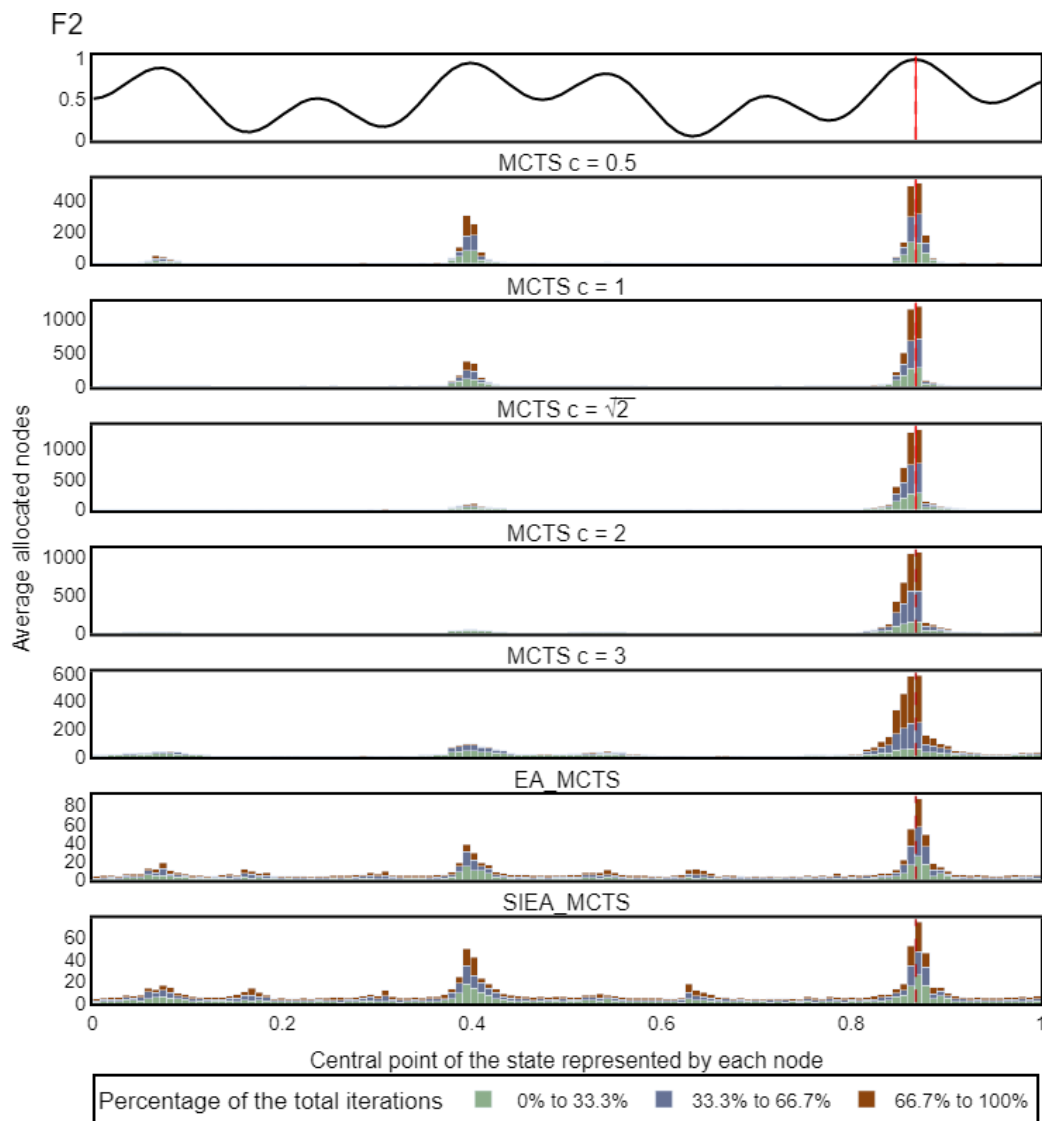 F2
1
0.5
0
MCTS c = 0.5
400
200
0
MCTS c = 1
1000
500
0
MCTS c = √2
1000
500
0
MCTS c = 2
1000
500
0
MCTS c = 3
600
400
200
0
EA_MCTS
80
60
40
20
0
SIEA_MCTS
60
40
20
0
Average allocated nodes
0 0.2 0.4 0.6 0.8 1
Central point of the state represented by each node
Percentage of the total iterations 0% to 33.3% 33.3% to 66.7% 66.7% to 100%